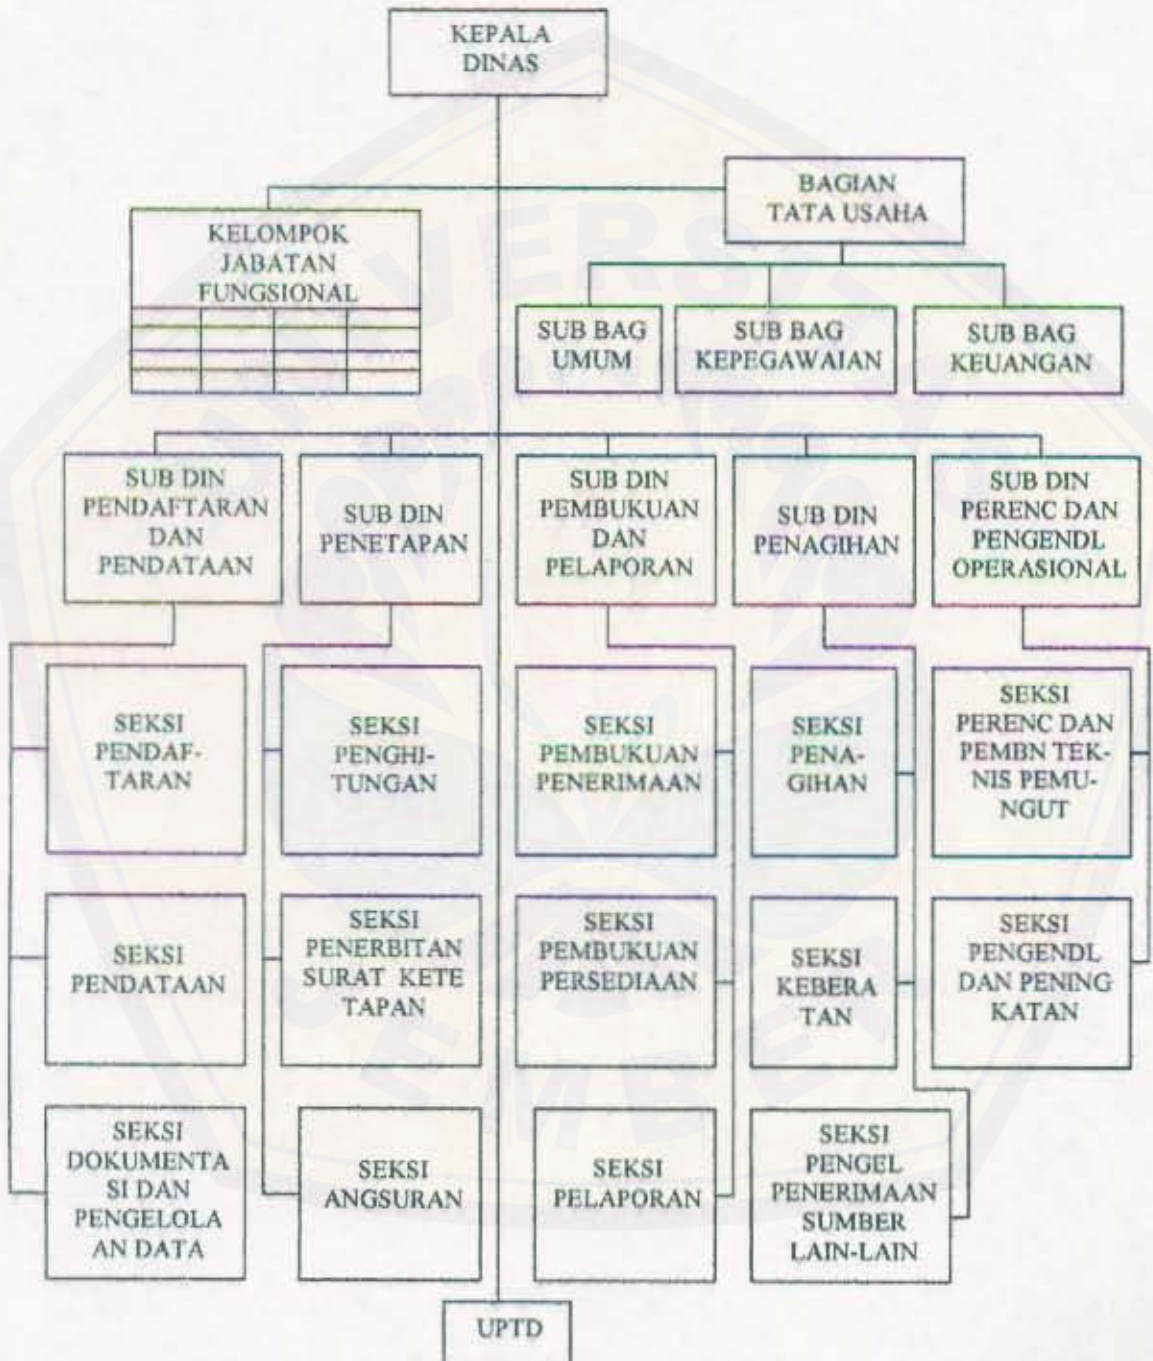 KEPALA
DINAS
BAGIAN
TATA USAHA
KELOMPOK
JABATAN
FUNGSIONAL
SUB BAG
UMUM
SUB BAG
KEPEGAWAIAN
SUB BAG
KEUANGAN
SUB DIN
PENDAFTARAN
DAN
PENDATAAN
SUB DIN
PENETAPAN
SUB DIN
PEMBUKUAN
DAN
PELAPORAN
SUB DIN
PENAGIHAN
SUB DIN
PERENC DAN
PENGENDL
OPERASIONAL
SEKSI
PENDAF-
TARAN
SEKSI
PENGHI-
TUNGAN
SEKSI
PEMBUKUAN
PENERIMAAN
SEKSI
PENA-
GIHAN
SEKSI
PERENC DAN
PEMBN TEK-
NIS PEMU-
NGUT
SEKSI
PENDATAAN
SEKSI
PENERBITAN
SURAT KETE
TAPAN
SEKSI
PEMBUKUAN
PERSEDIAAN
SEKSI
KEBERA
TAN
SEKSI
PENGENDL
DAN PENING
KATAN
SEKSI
DOKUMENTA
SI DAN
PENGELOLA
AN DATA
SEKSI
ANGSURAN
SEKSI
PELAPORAN
SEKSI
PENGEL
PENERIMAAN
SUMBER
LAIN-LAIN
UPTD
UNIVERSITAS
JEMBER